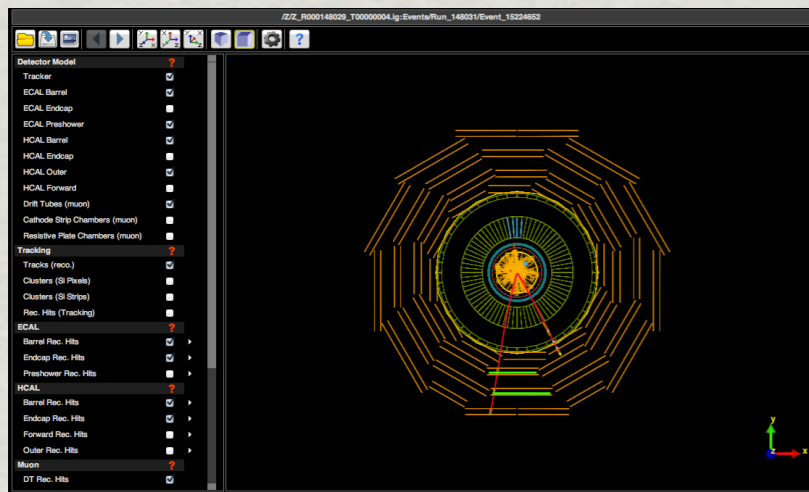 /Z/Z_R000148029_T00000004.ig:Events/Run_148031/Event_15224652
?
Detector Model ?
Tracker
ECAL Barrel
ECAL Endcap
ECAL Preshower
HCAL Barrel
HCAL Endcap
HCAL Outer
HCAL Forward
Drift Tubes (muon)
Cathode Strip Chambers (muon)
Resistive Plate Chambers (muon)
Tracking ?
Tracks (reco.)
Clusters (Si Pixels)
Clusters (Si Strips)
Rec. Hits (Tracking)
ECAL ?
Barrel Rec. Hits
Endcap Rec. Hits
Preshower Rec. Hits
HCAL ?
Barrel Rec. Hits
Endcap Rec. Hits
Forward Rec. Hits
Outer Rec. Hits
Muon ?
DT Rec. Hits
y
z x